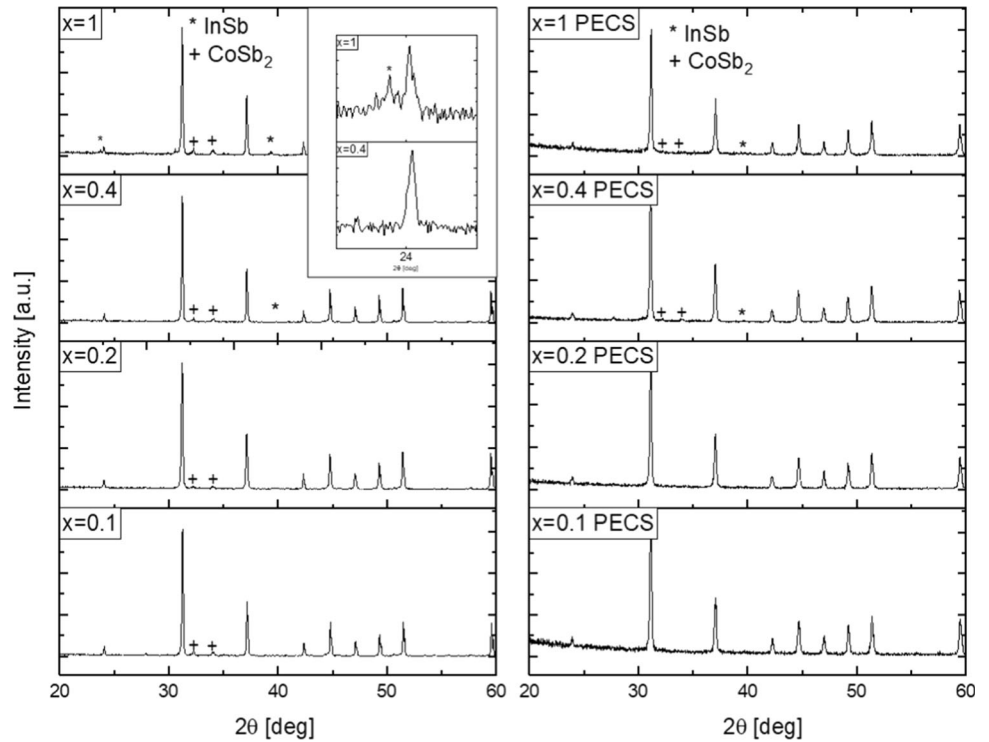 x=1
* InSb
+ CoSb₂
*
+ +
*
x=1
*
x=0.4
24
2θ [deg]
x=0.4
+ +
*
x=0.2
+ +
x=0.1
+ +
20 30 40 50 60
2θ [deg]
Intensity [a.u.]
x=1 PECS
* InSb
+ CoSb₂
+ +
*
x=0.4 PECS
+ +
*
x=0.2 PECS
x=0.1 PECS
20 30 40 50 60
2θ [deg]